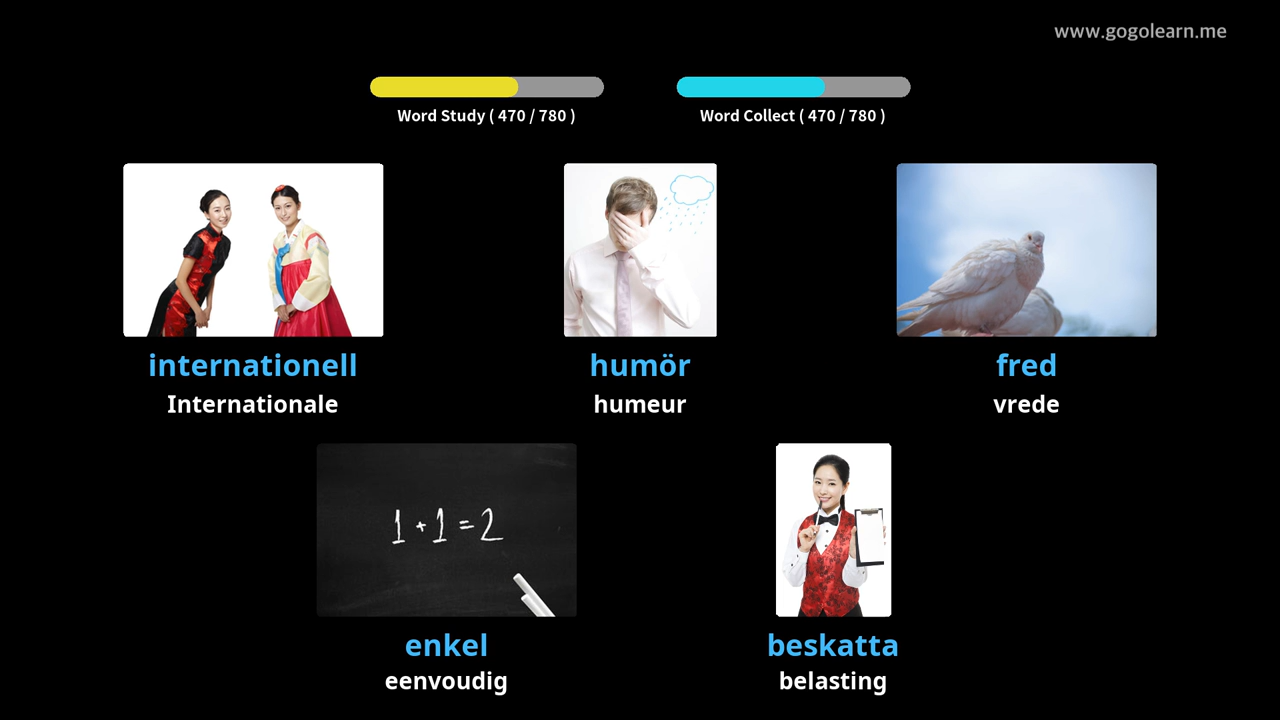 www.gogolearn.me
Word Study ( 470 / 780 )
Word Collect ( 470 / 780 )
internationell
Internationale
humör
humeur
fred
vrede
1 + 1 = 2
enkel
eenvoudig
beskatta
belasting